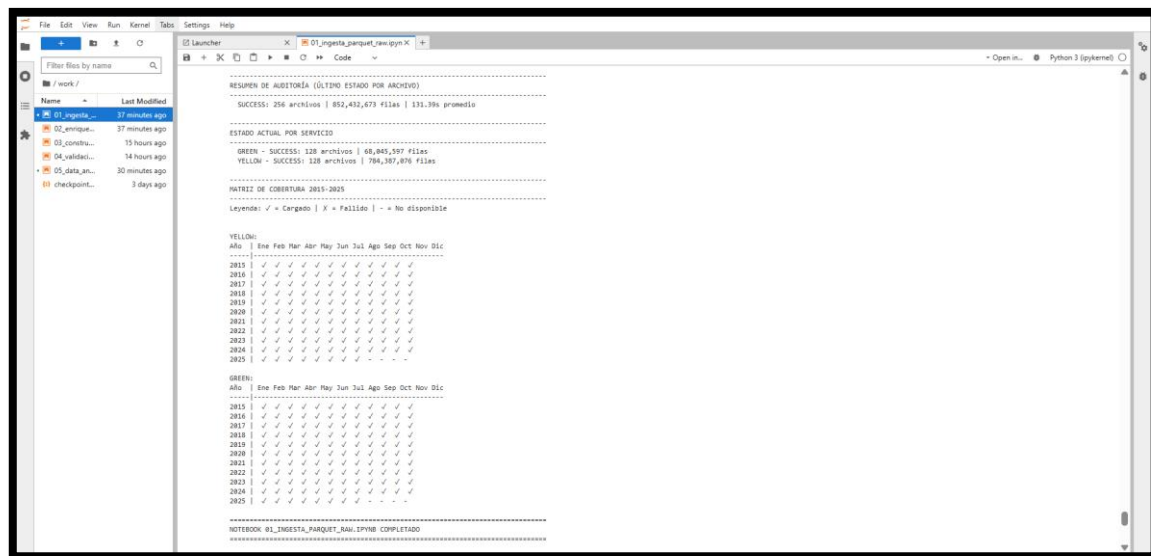 File Edit View Run Kernel Tabs Settings Help
Launcher
01_ingesta_parquet_raw.ipyn
Filter files by name
/ work /
Name Last Modified
01_ingesta_... 37 minutes ago
02_enrique... 37 minutes ago
03_constru... 15 hours ago
04_validaci... 14 hours ago
05_data_an... 30 minutes ago
checkpoint... 3 days ago
Code
Open in...
Python 3 (ipykernel)
--------------------------------------------------------------------------------
RESUMEN DE AUDITORÍA (ÚLTIMO ESTADO POR ARCHIVO)
--------------------------------------------------------------------------------
SUCCESS: 256 archivos | 852,432,673 filas | 131.39s promedio
--------------------------------------------------------------------------------
ESTADO ACTUAL POR SERVICIO
--------------------------------------------------------------------------------
GREEN - SUCCESS: 128 archivos | 68,045,597 filas
YELLOW - SUCCESS: 128 archivos | 784,387,076 filas
--------------------------------------------------------------------------------
MATRIZ DE COBERTURA 2015-2025
--------------------------------------------------------------------------------
Leyenda: ✓ = Cargado | ✗ = Fallido | - = No disponible
YELLOW:
Año | Ene Feb Mar Abr May Jun Jul Ago Sep Oct Nov Dic
-----|------------------------------------------------
2015 | ✓ ✓ ✓ ✓ ✓ ✓ ✓ ✓ ✓ ✓ ✓ ✓
2016 | ✓ ✓ ✓ ✓ ✓ ✓ ✓ ✓ ✓ ✓ ✓ ✓
2017 | ✓ ✓ ✓ ✓ ✓ ✓ ✓ ✓ ✓ ✓ ✓ ✓
2018 | ✓ ✓ ✓ ✓ ✓ ✓ ✓ ✓ ✓ ✓ ✓ ✓
2019 | ✓ ✓ ✓ ✓ ✓ ✓ ✓ ✓ ✓ ✓ ✓ ✓
2020 | ✓ ✓ ✓ ✓ ✓ ✓ ✓ ✓ ✓ ✓ ✓ ✓
2021 | ✓ ✓ ✓ ✓ ✓ ✓ ✓ ✓ ✓ ✓ ✓ ✓
2022 | ✓ ✓ ✓ ✓ ✓ ✓ ✓ ✓ ✓ ✓ ✓ ✓
2023 | ✓ ✓ ✓ ✓ ✓ ✓ ✓ ✓ ✓ ✓ ✓ ✓
2024 | ✓ ✓ ✓ ✓ ✓ ✓ ✓ ✓ ✓ ✓ ✓ ✓
2025 | ✓ ✓ ✓ ✓ ✓ ✓ ✓ ✓ - - - -
GREEN:
Año | Ene Feb Mar Abr May Jun Jul Ago Sep Oct Nov Dic
-----|------------------------------------------------
2015 | ✓ ✓ ✓ ✓ ✓ ✓ ✓ ✓ ✓ ✓ ✓ ✓
2016 | ✓ ✓ ✓ ✓ ✓ ✓ ✓ ✓ ✓ ✓ ✓ ✓
2017 | ✓ ✓ ✓ ✓ ✓ ✓ ✓ ✓ ✓ ✓ ✓ ✓
2018 | ✓ ✓ ✓ ✓ ✓ ✓ ✓ ✓ ✓ ✓ ✓ ✓
2019 | ✓ ✓ ✓ ✓ ✓ ✓ ✓ ✓ ✓ ✓ ✓ ✓
2020 | ✓ ✓ ✓ ✓ ✓ ✓ ✓ ✓ ✓ ✓ ✓ ✓
2021 | ✓ ✓ ✓ ✓ ✓ ✓ ✓ ✓ ✓ ✓ ✓ ✓
2022 | ✓ ✓ ✓ ✓ ✓ ✓ ✓ ✓ ✓ ✓ ✓ ✓
2023 | ✓ ✓ ✓ ✓ ✓ ✓ ✓ ✓ ✓ ✓ ✓ ✓
2024 | ✓ ✓ ✓ ✓ ✓ ✓ ✓ ✓ ✓ ✓ ✓ ✓
2025 | ✓ ✓ ✓ ✓ ✓ ✓ ✓ ✓ - - - -
================================================================================
NOTEBOOK 01_INGESTA_PARQUET_RAW.IPYNB COMPLETADO
================================================================================